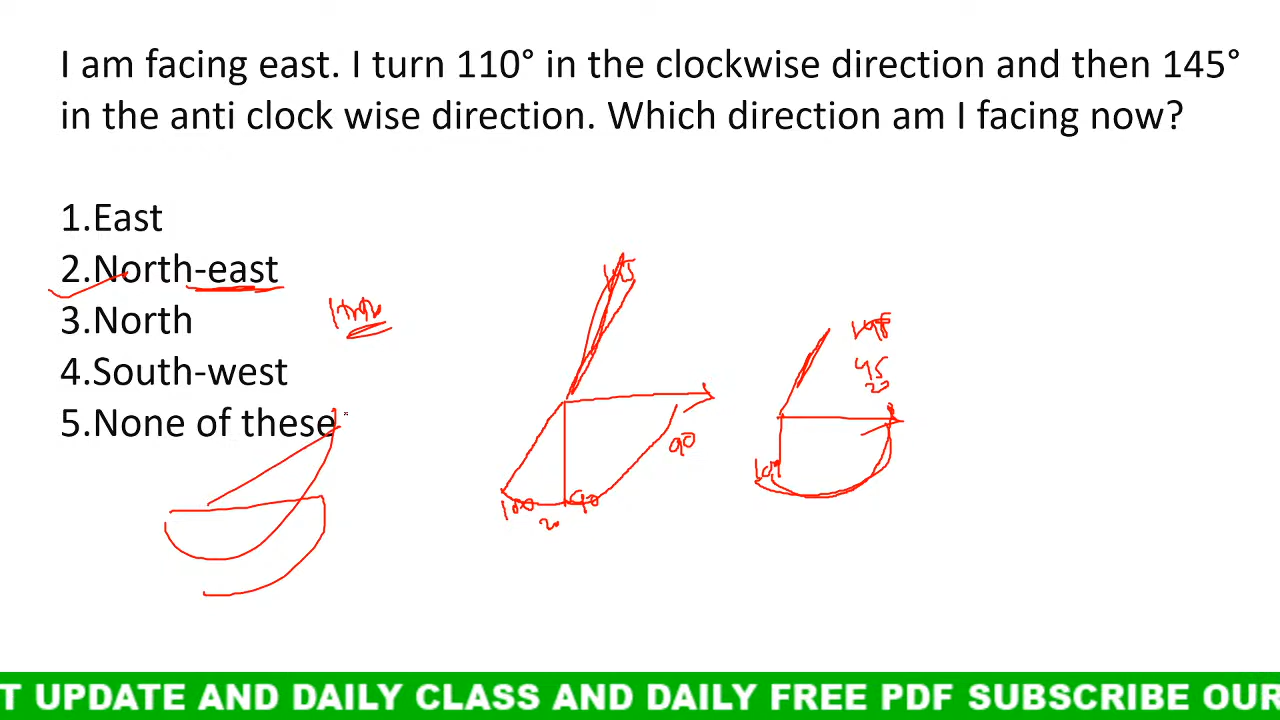 I am facing east. I turn 110° in the clockwise direction and then 145°
in the anti clock wise direction. Which direction am I facing now?
1.East
2.North-east
3.North
4.South-west
5.None of these
90
20
45
20
T UPDATE AND DAILY CLASS AND DAILY FREE PDF SUBSCRIBE OUR